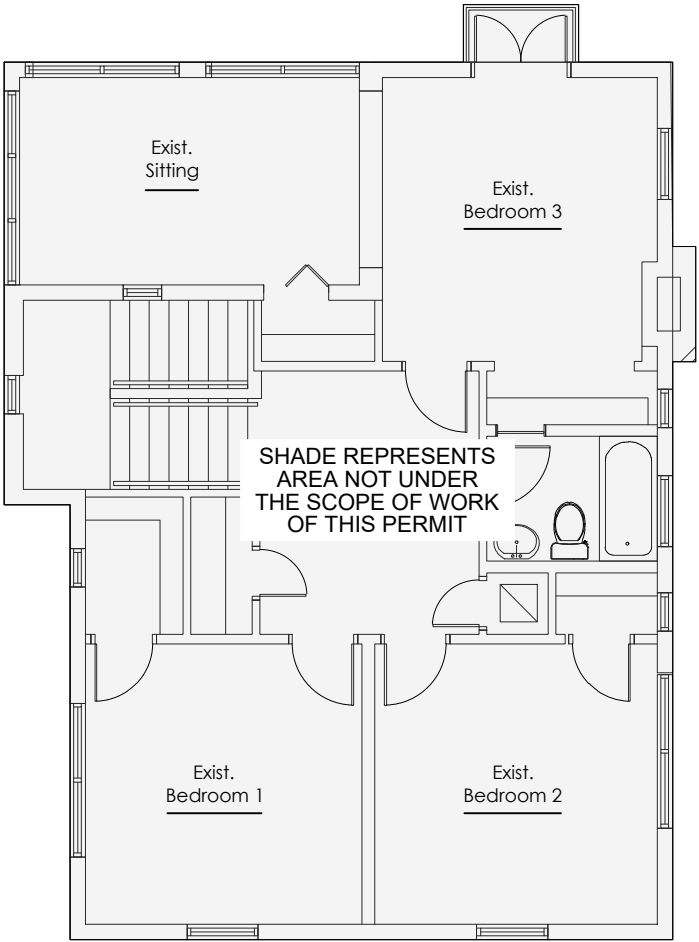 Exist.
Sitting
Exist.
Bedroom 3
SHADE REPRESENTS
AREA NOT UNDER
THE SCOPE OF WORK
OF THIS PERMIT
Exist.
Bedroom 1
Exist.
Bedroom 2